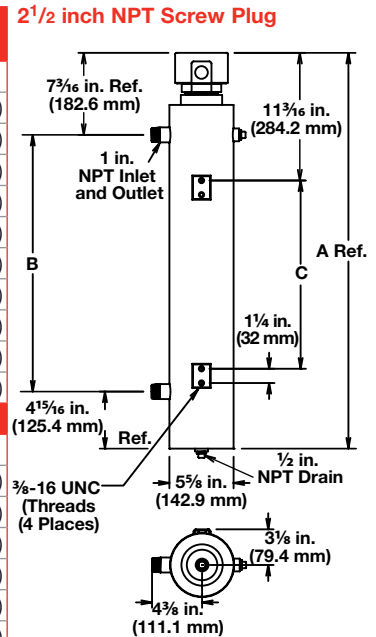 2¹/₂ inch NPT Screw Plug
7³⁄₁₆ in. Ref.
(182.6 mm)
11³⁄₁₆ in.
(284.2 mm)
1 in.
NPT Inlet
and Outlet
A Ref.
B
C
1¼ in.
(32 mm)
4¹⁵⁄₁₆ in.
(125.4 mm)
Ref.
⅜-16 UNC
(Threads
(4 Places)
5⅝ in.
(142.9 mm)
½ in.
NPT Drain
3⅛ in.
(79.4 mm)
4⅜ in.
(111.1 mm)